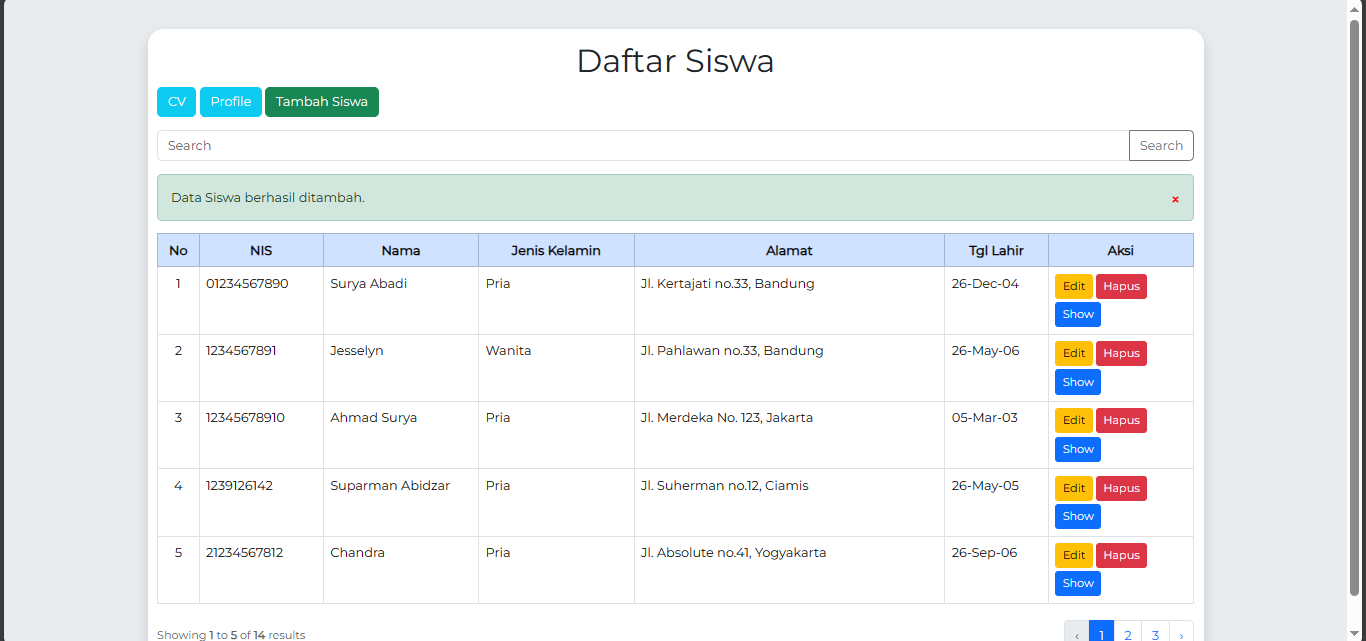 Daftar Siswa
CV Profile Tambah Siswa
Search Search
Data Siswa berhasil ditambah. ×
No NIS Nama Jenis Kelamin Alamat Tgl Lahir Aksi
1 01234567890 Surya Abadi Pria Jl. Kertajati no.33, Bandung 26-Dec-04 Edit Hapus
Show
2 1234567891 Jesselyn Wanita Jl. Pahlawan no.33, Bandung 26-May-06 Edit Hapus
Show
3 12345678910 Ahmad Surya Pria Jl. Merdeka No. 123, Jakarta 05-Mar-03 Edit Hapus
Show
4 1239126142 Suparman Abidzar Pria Jl. Suherman no.12, Ciamis 26-May-05 Edit Hapus
Show
5 21234567812 Chandra Pria Jl. Absolute no.41, Yogyakarta 26-Sep-06 Edit Hapus
Show
Showing 1 to 5 of 14 results ‹ 1 2 3 ›